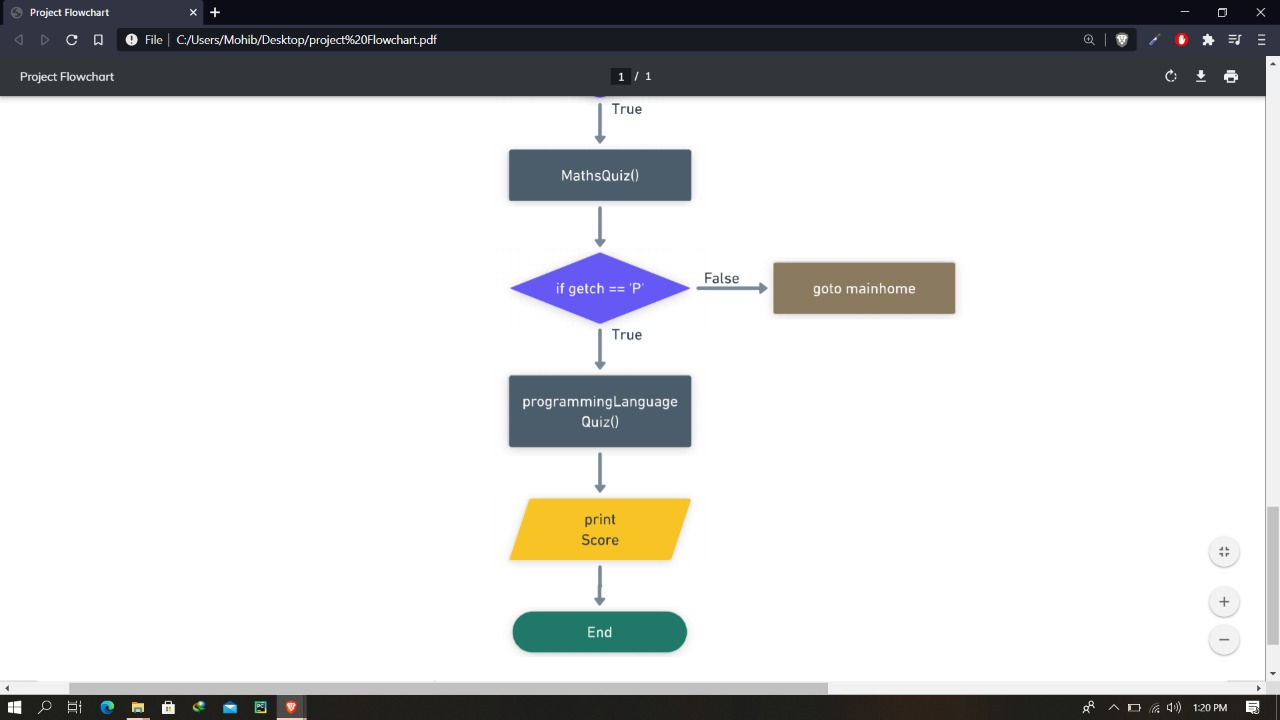 Project Flowchart
File | C:/Users/Mohib/Desktop/project%20Flowchart.pdf
Project Flowchart
1 / 1
True
MathsQuiz()
if getch == 'P'
False
goto mainhome
True
programmingLanguage
Quiz()
print
Score
End
1:20 PM